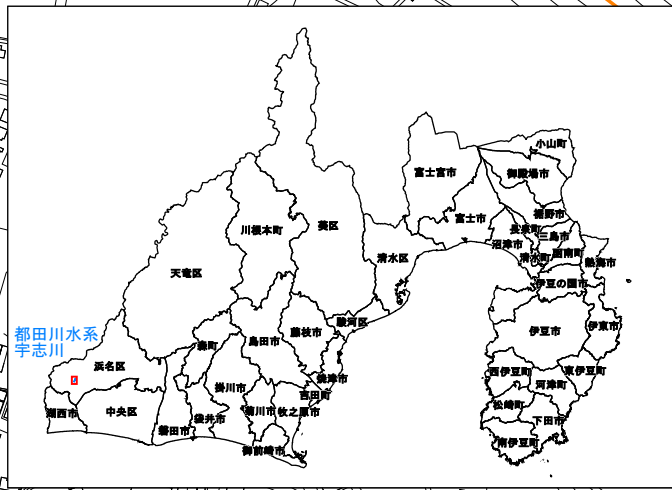 小山町
御殿場市
富士宮市
裾野市
富士市
葵区
川根本町
長泉町
三島市
沼津市
清水町
函南町
熱海市
清水区
天竜区
伊豆の国市
都田川水系
宇志川
駿河区
藤枝市
伊豆市
伊東市
島田市
森町
浜名区
西伊豆町
東伊豆町
焼津市
河津町
掛川市
吉田町
松崎町
湖西市
中央区
菊川市
牧之原市
袋井市
下田市
磐田市
南伊豆町
御前崎市